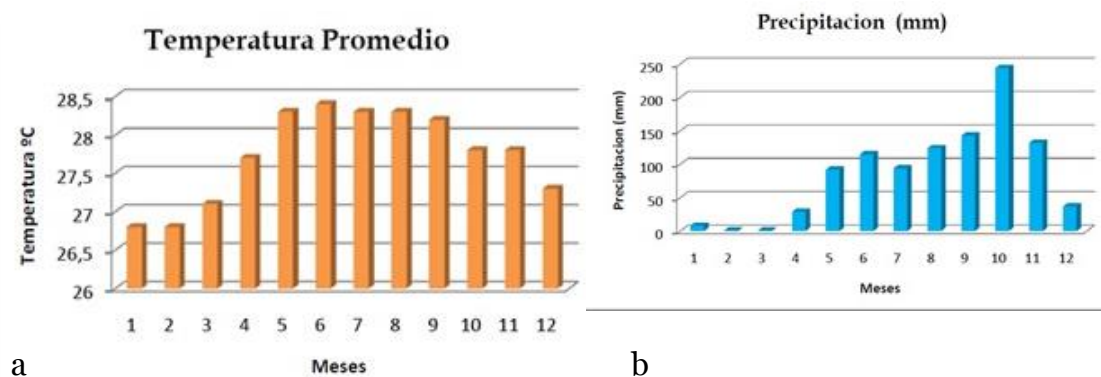 Temperatura Promedio
Temperatura ºC
28,5
28
27,5
27
26,5
26
1 2 3 4 5 6 7 8 9 10 11 12
Meses
a
Precipitacion (mm)
Precipitacion (mm)
250
200
150
100
50
0
1 2 3 4 5 6 7 8 9 10 11 12
Meses
b